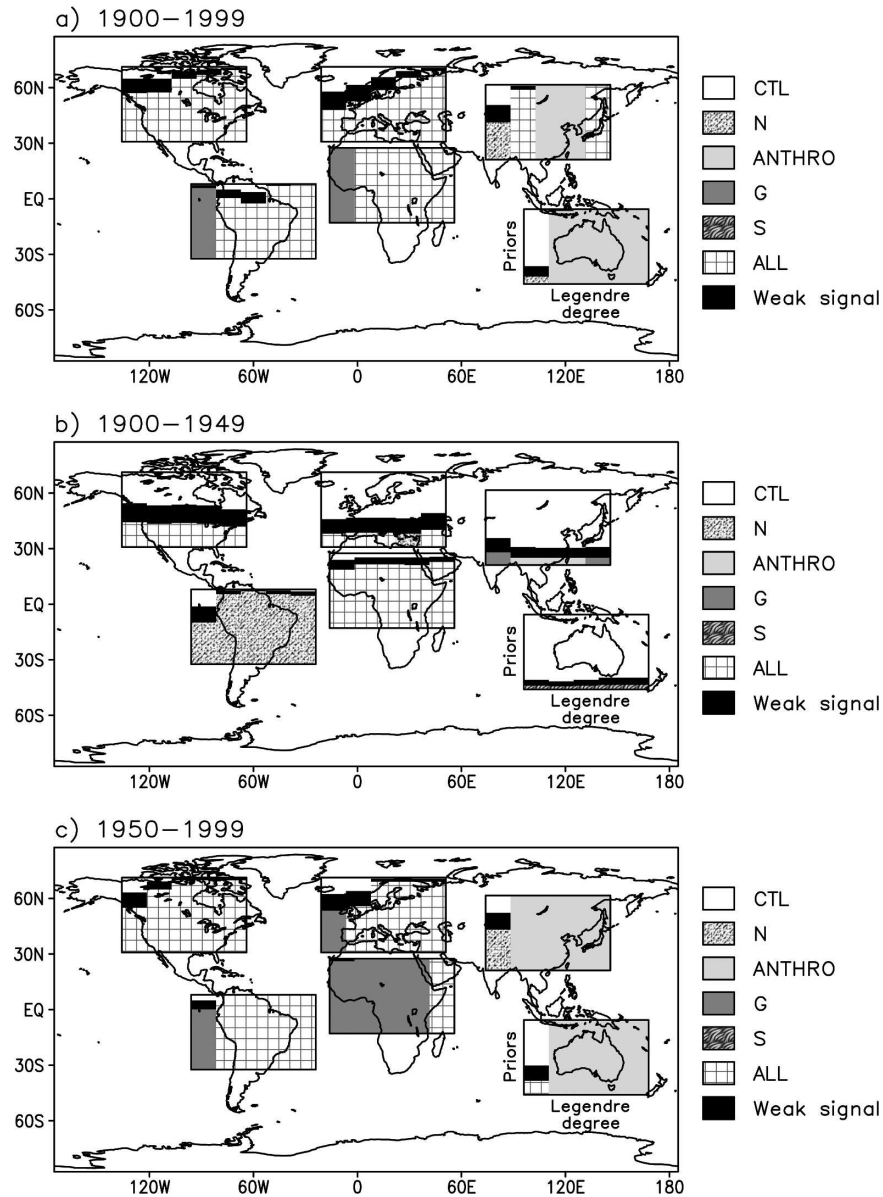 a) 1900-1999
60N
30N
EQ
30S
60S
120W
60W
0
60E
120E
180
Priors
Legendre
degree
CTL
N
ANTHRO
G
S
ALL
Weak signal
b) 1900-1949
60N
30N
EQ
30S
60S
120W
60W
0
60E
120E
180
Priors
Legendre
degree
CTL
N
ANTHRO
G
S
ALL
Weak signal
c) 1950-1999
60N
30N
EQ
30S
60S
120W
60W
0
60E
120E
180
Priors
Legendre
degree
CTL
N
ANTHRO
G
S
ALL
Weak signal